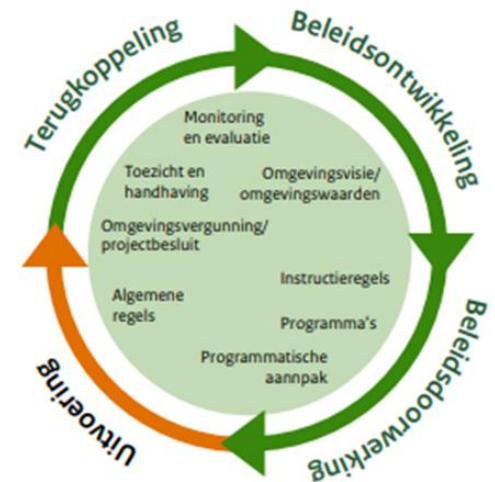 Terugkoppeling
Beleidsontwikkeling
Monitoring
en evaluatie
Toezicht en
handhaving
Omgevingsvisie/
omgevingswaarden
Omgevingsvergunning/
projectbesluit
Instructieregels
Algemene
regels
Programma's
Programmatische
aannpak
Beleidsdoorwerking
Uitvoering